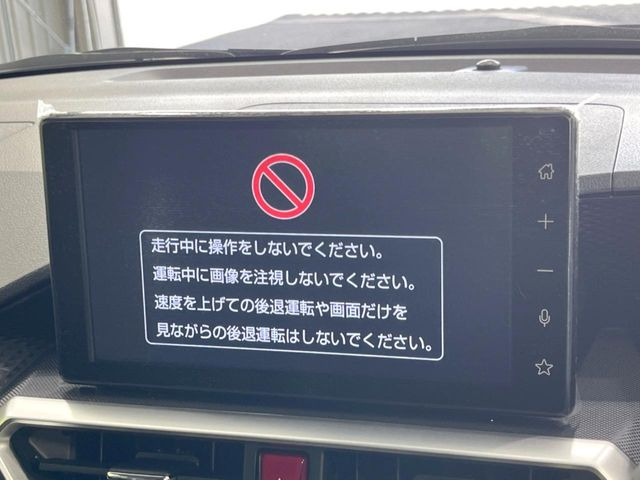 走行中に操作をしないでください。
運転中に画像を注視しないでください。
速度を上げての後退運転や画面だけを
見ながらの後退運転はしないでください。